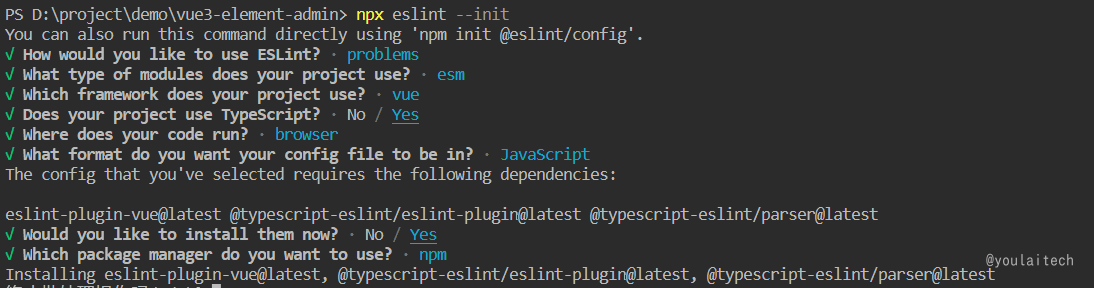 PS D:\project\demo\vue3-element-admin> npx eslint --init
You can also run this command directly using 'npm init @eslint/config'.
√ How would you like to use ESLint? · problems
√ What type of modules does your project use? · esm
√ Which framework does your project use? · vue
√ Does your project use TypeScript? · No / Yes
√ Where does your code run? · browser
√ What format do you want your config file to be in? · JavaScript
The config that you've selected requires the following dependencies:
eslint-plugin-vue@latest @typescript-eslint/eslint-plugin@latest @typescript-eslint/parser@latest
√ Would you like to install them now? · No / Yes
√ Which package manager do you want to use? · npm
Installing eslint-plugin-vue@latest, @typescript-eslint/eslint-plugin@latest, @typescript-eslint/parser@latest
@youlaitech